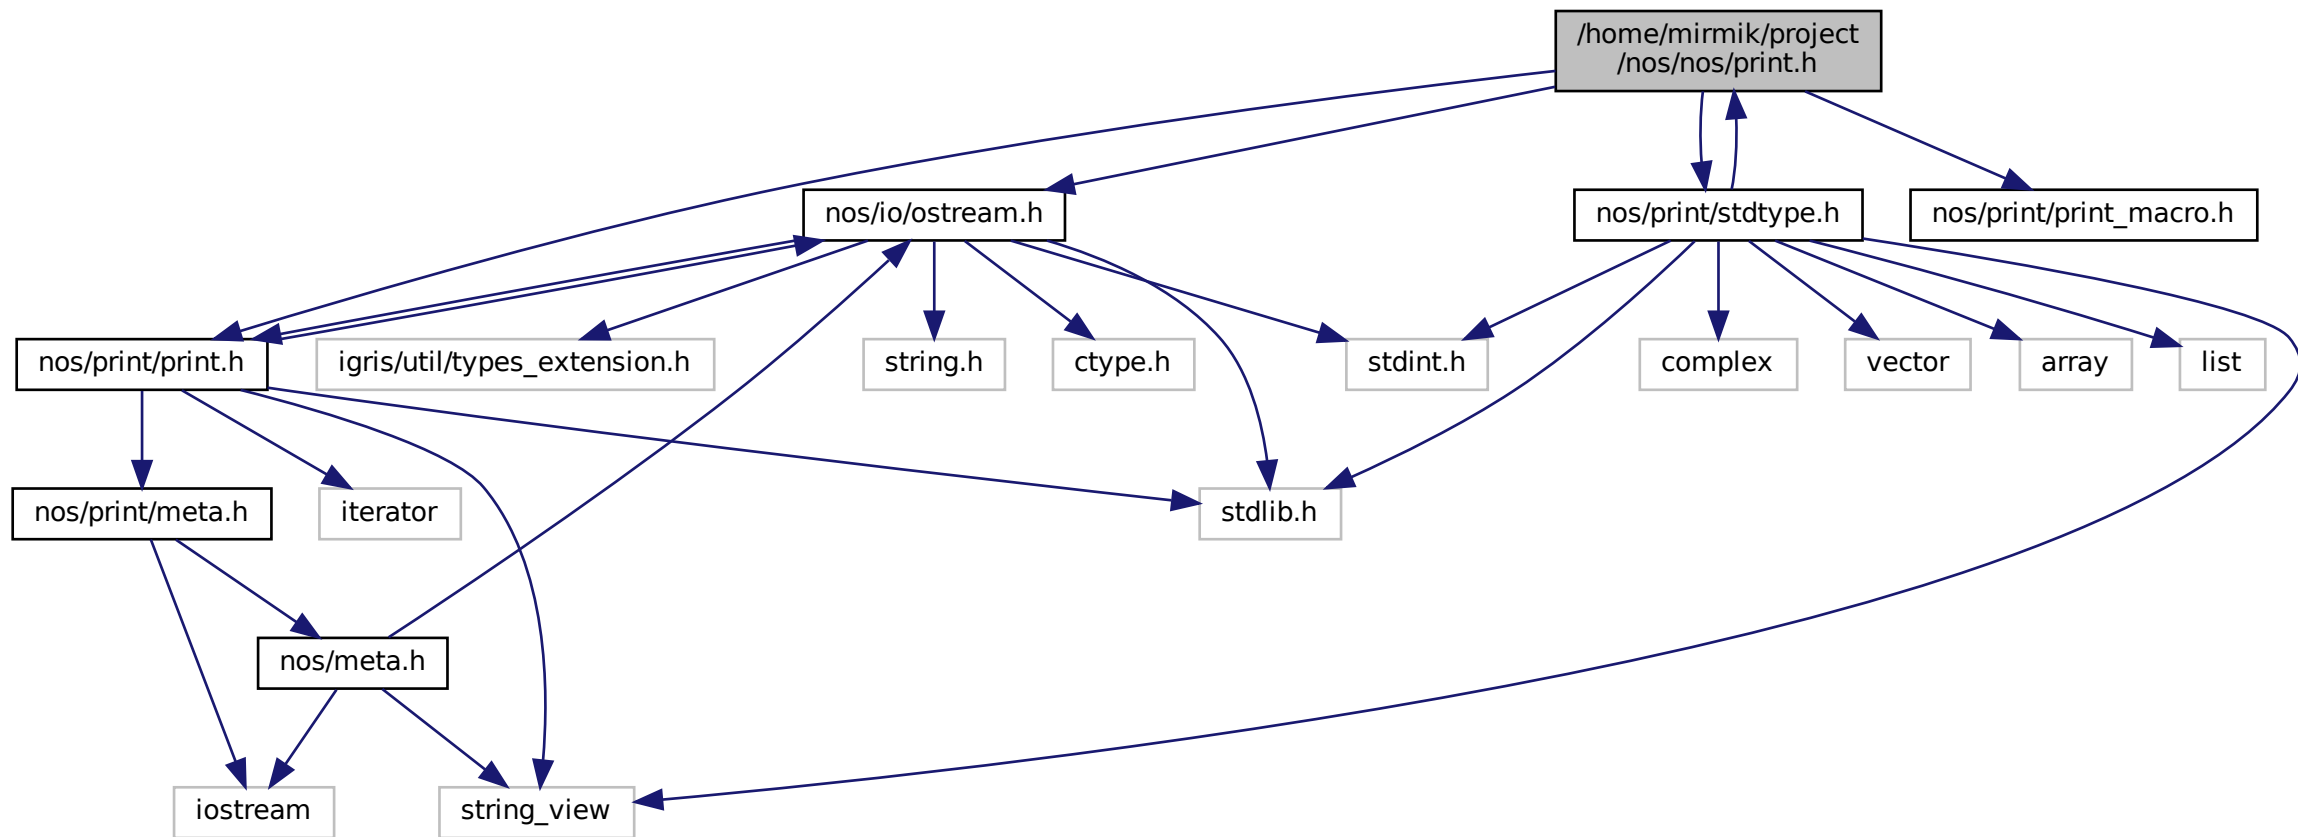 /home/mirmik/project
/nos/nos/print.h
nos/io/ostream.h
nos/print/stdtype.h
nos/print/print_macro.h
nos/print/print.h
igris/util/types_extension.h
string.h
ctype.h
stdint.h
complex
vector
array
list
nos/print/meta.h
iterator
stdlib.h
nos/meta.h
iostream
string_view